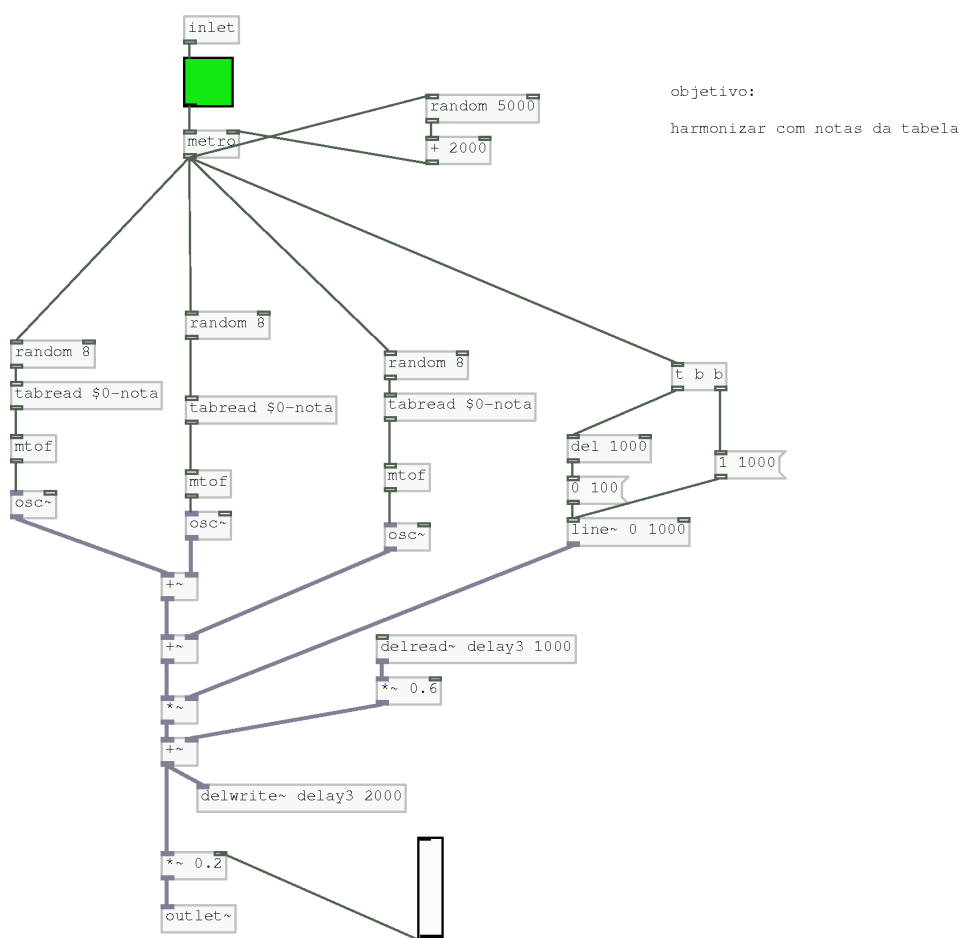 inlet
objetivo:
random 5000
harmonizar com notas da tabela
metro
+ 2000
random 8
random 8
random 8
t b b
tabread $0-nota
tabread $0-nota
tabread $0-nota
mtof
del 1000
1 1000
mtof
mtof
0 100
osc~
osc~
osc~
line~ 0 1000
+~
+~
delread~ delay3 1000
*~ 0.6
*~
+~
delwrite~ delay3 2000
*~ 0.2
outlet~